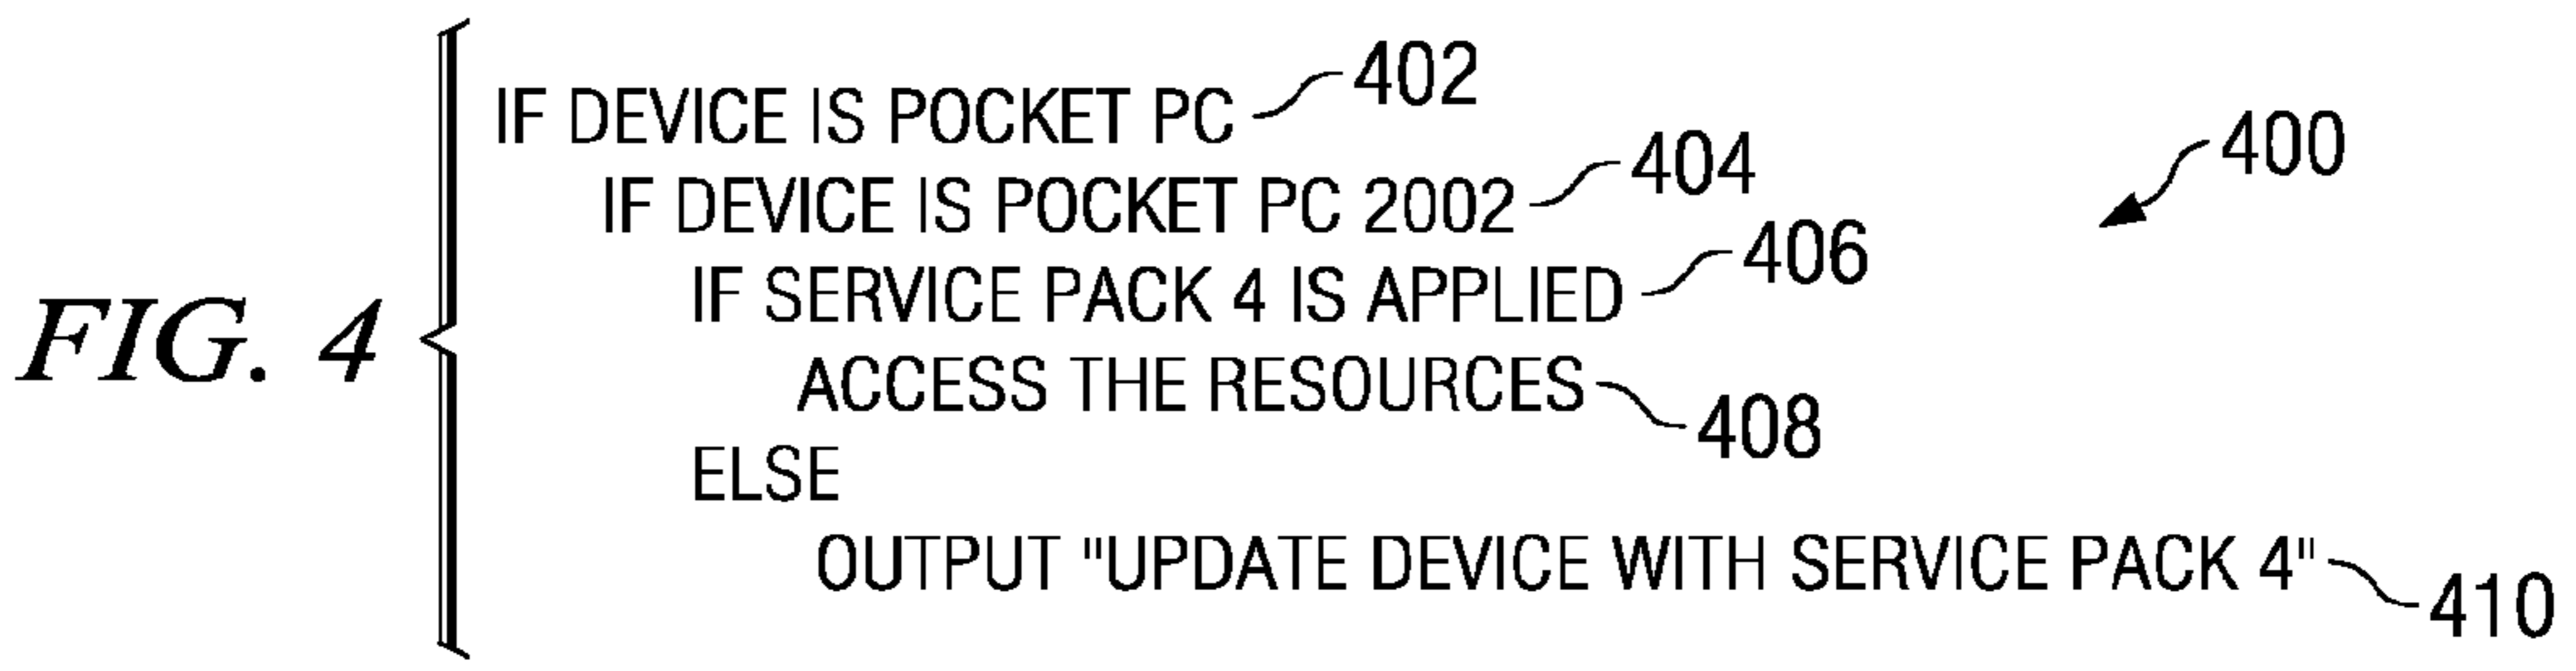 IF DEVICE IS POCKET PC 402
IF DEVICE IS POCKET PC 2002 404
400
IF SERVICE PACK 4 IS APPLIED 406
FIG. 4
ACCESS THE RESOURCES 408
ELSE
OUTPUT "UPDATE DEVICE WITH SERVICE PACK 4" 410